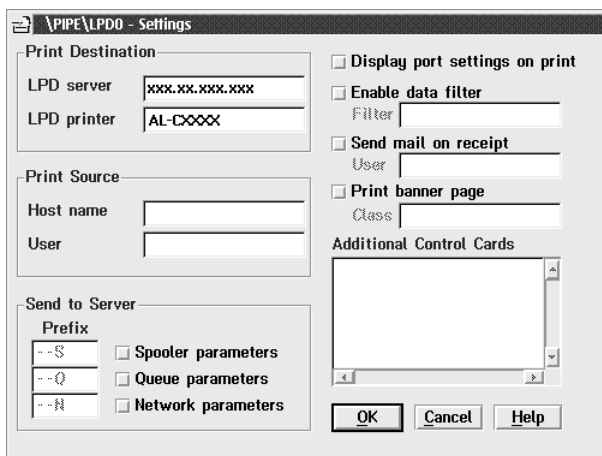 \PIPE\LPD0 - Settings
Print Destination
LPD server xxx.xx.xxx.xxx
LPD printer AL-CXXXX
Print Source
Host name
User
Send to Server
Prefix
--S Spooler parameters
--Q Queue parameters
--N Network parameters
Display port settings on print
Enable data filter
Filter
Send mail on receipt
User
Print banner page
Class
Additional Control Cards
OK Cancel Help